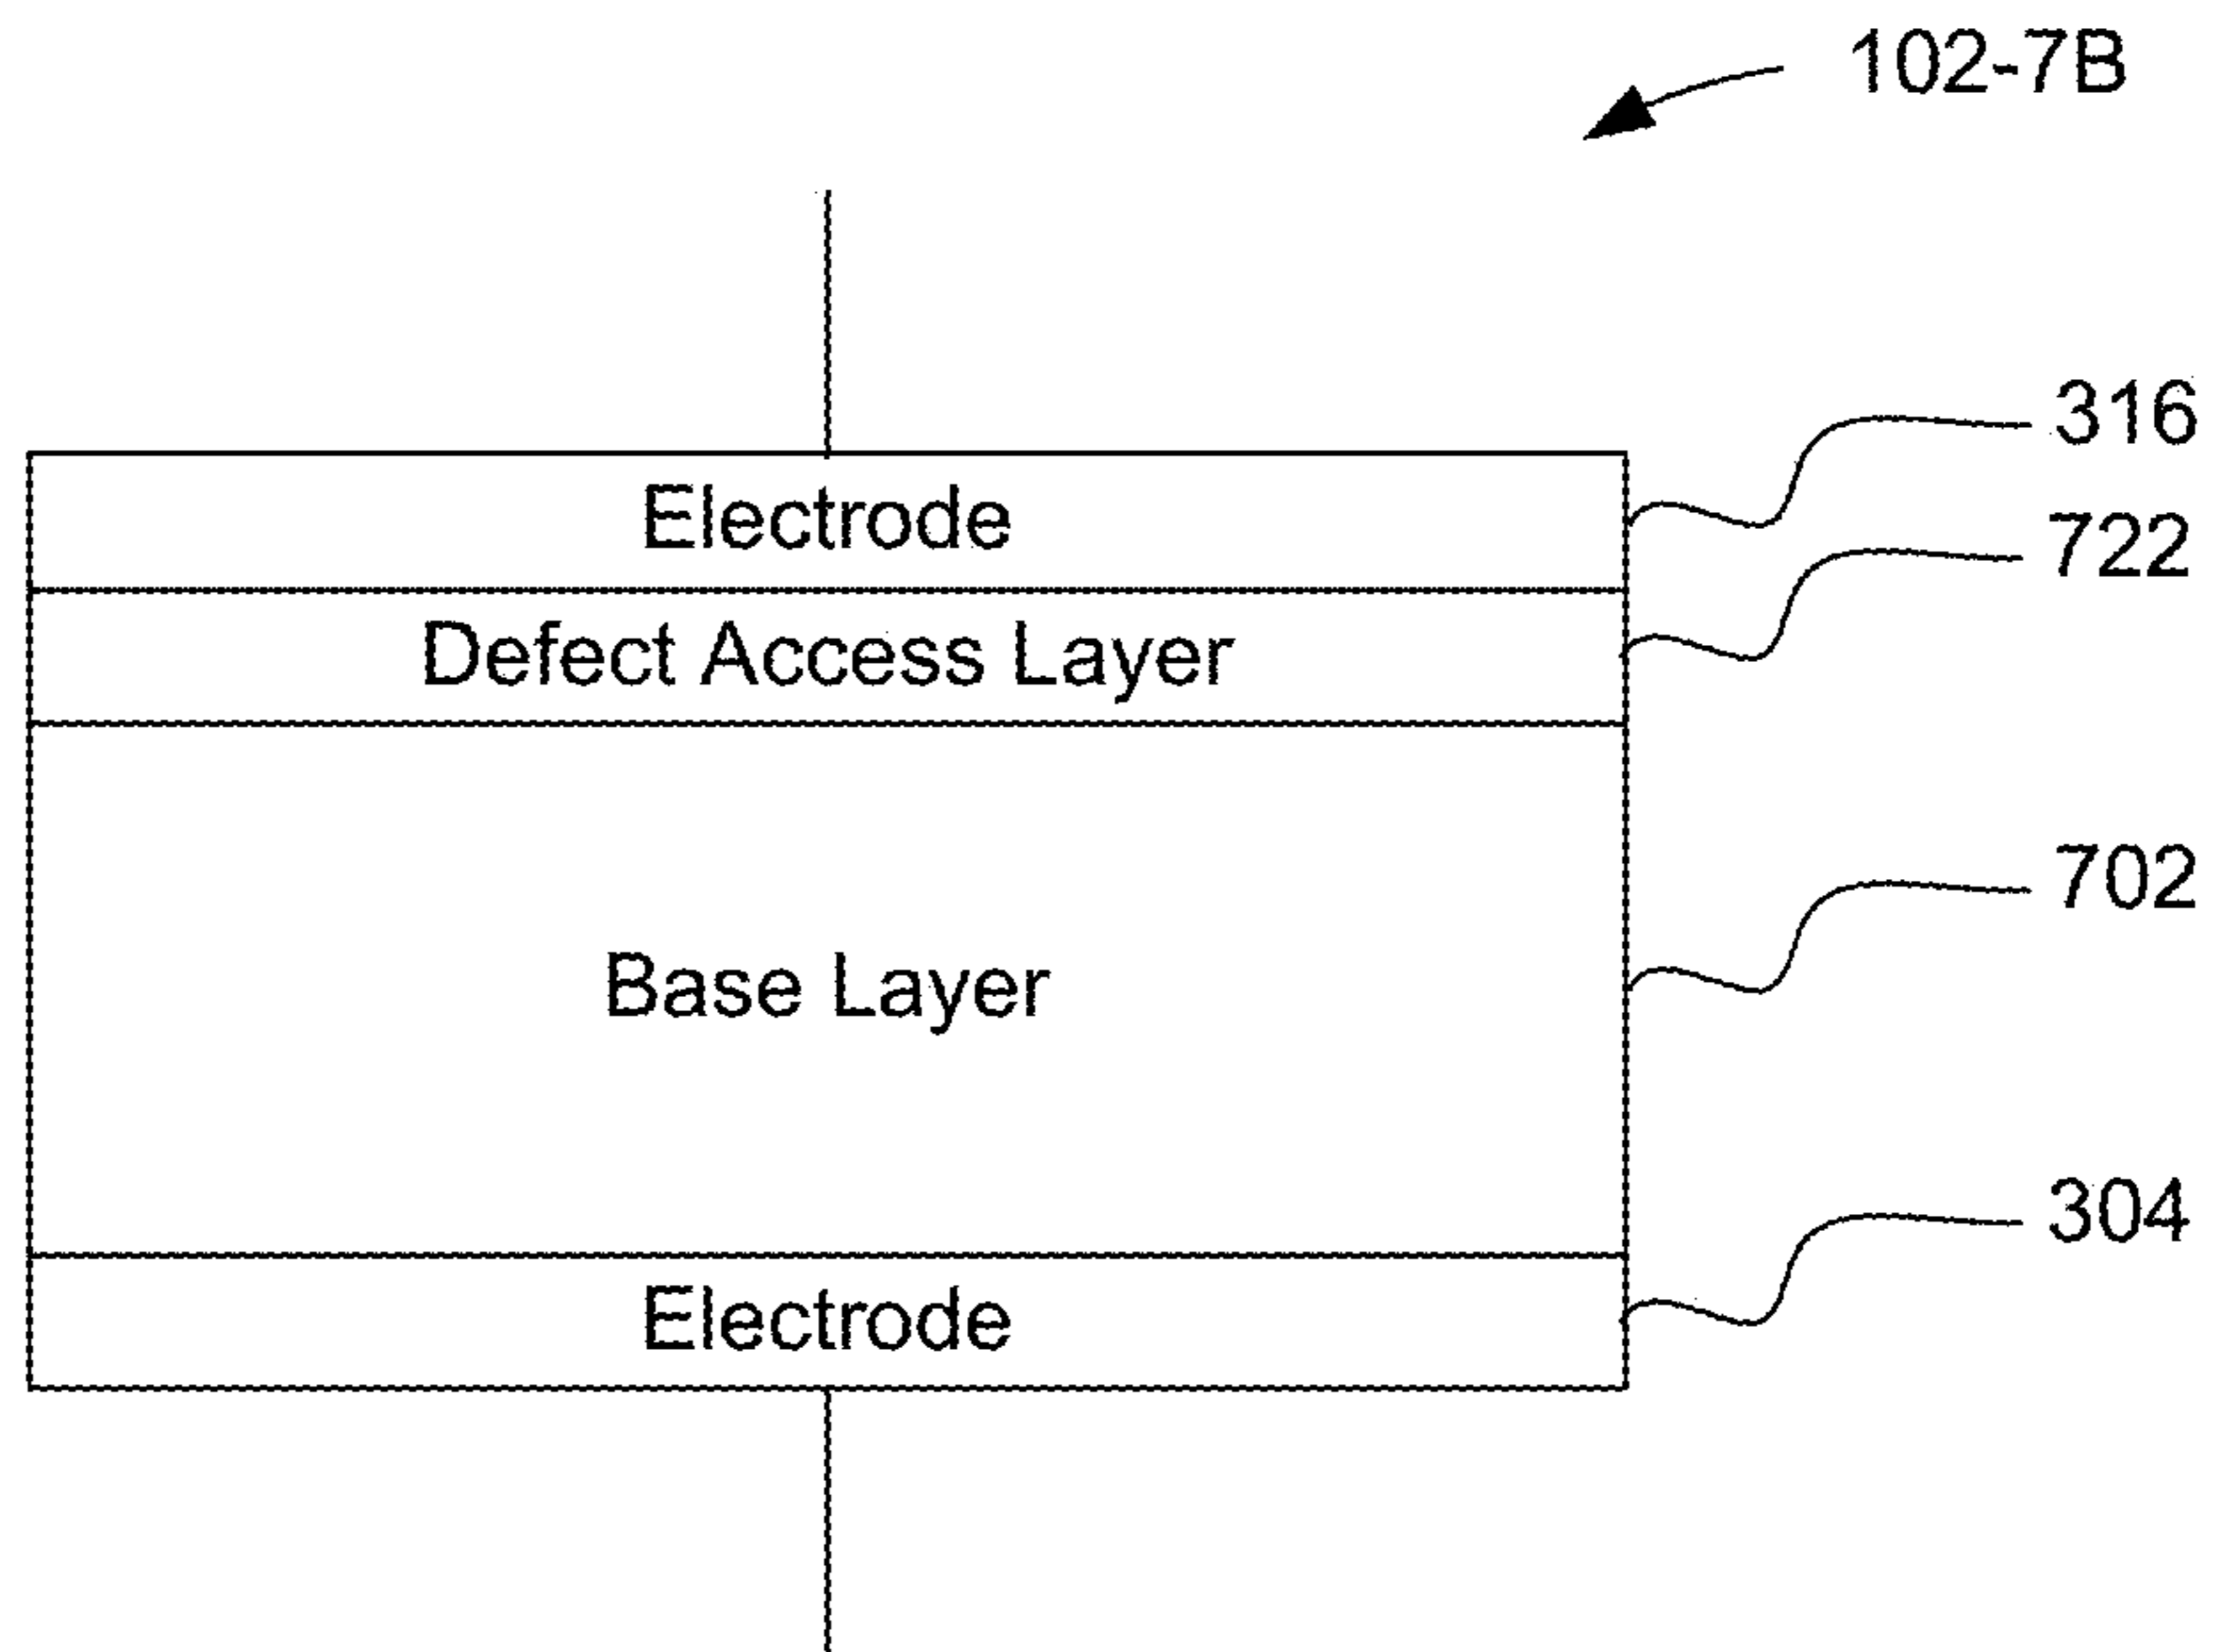 102-7B
316
Electrode
722
Defect Access Layer
702
Base Layer
304
Electrode